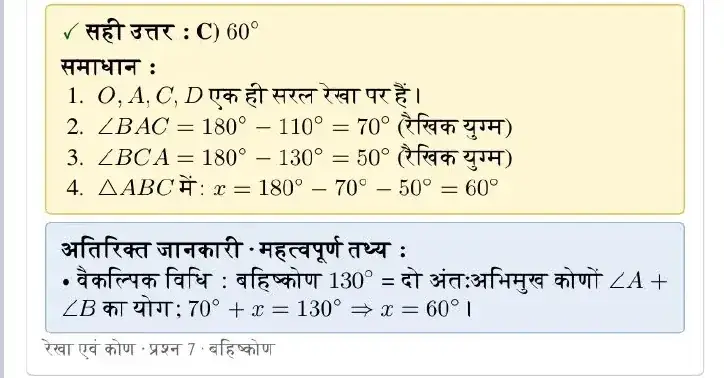 ✓ सही उत्तर : C) 60°
समाधान :
1. O, A, C, D एक ही सरल रेखा पर हैं।
2. ∠BAC = 180° − 110° = 70° (रैखिक युग्म)
3. ∠BCA = 180° − 130° = 50° (रैखिक युग्म)
4. △ABC में: x = 180° − 70° − 50° = 60°
अतिरिक्त जानकारी · महत्वपूर्ण तथ्य :
• वैकल्पिक विधि : बहिष्कोण 130° = दो अंतःअभिमुख कोणों ∠A +
∠B का योग; 70° + x = 130° ⇒ x = 60°।
रेखा एवं कोण · प्रश्न 7 · बहिष्कोण